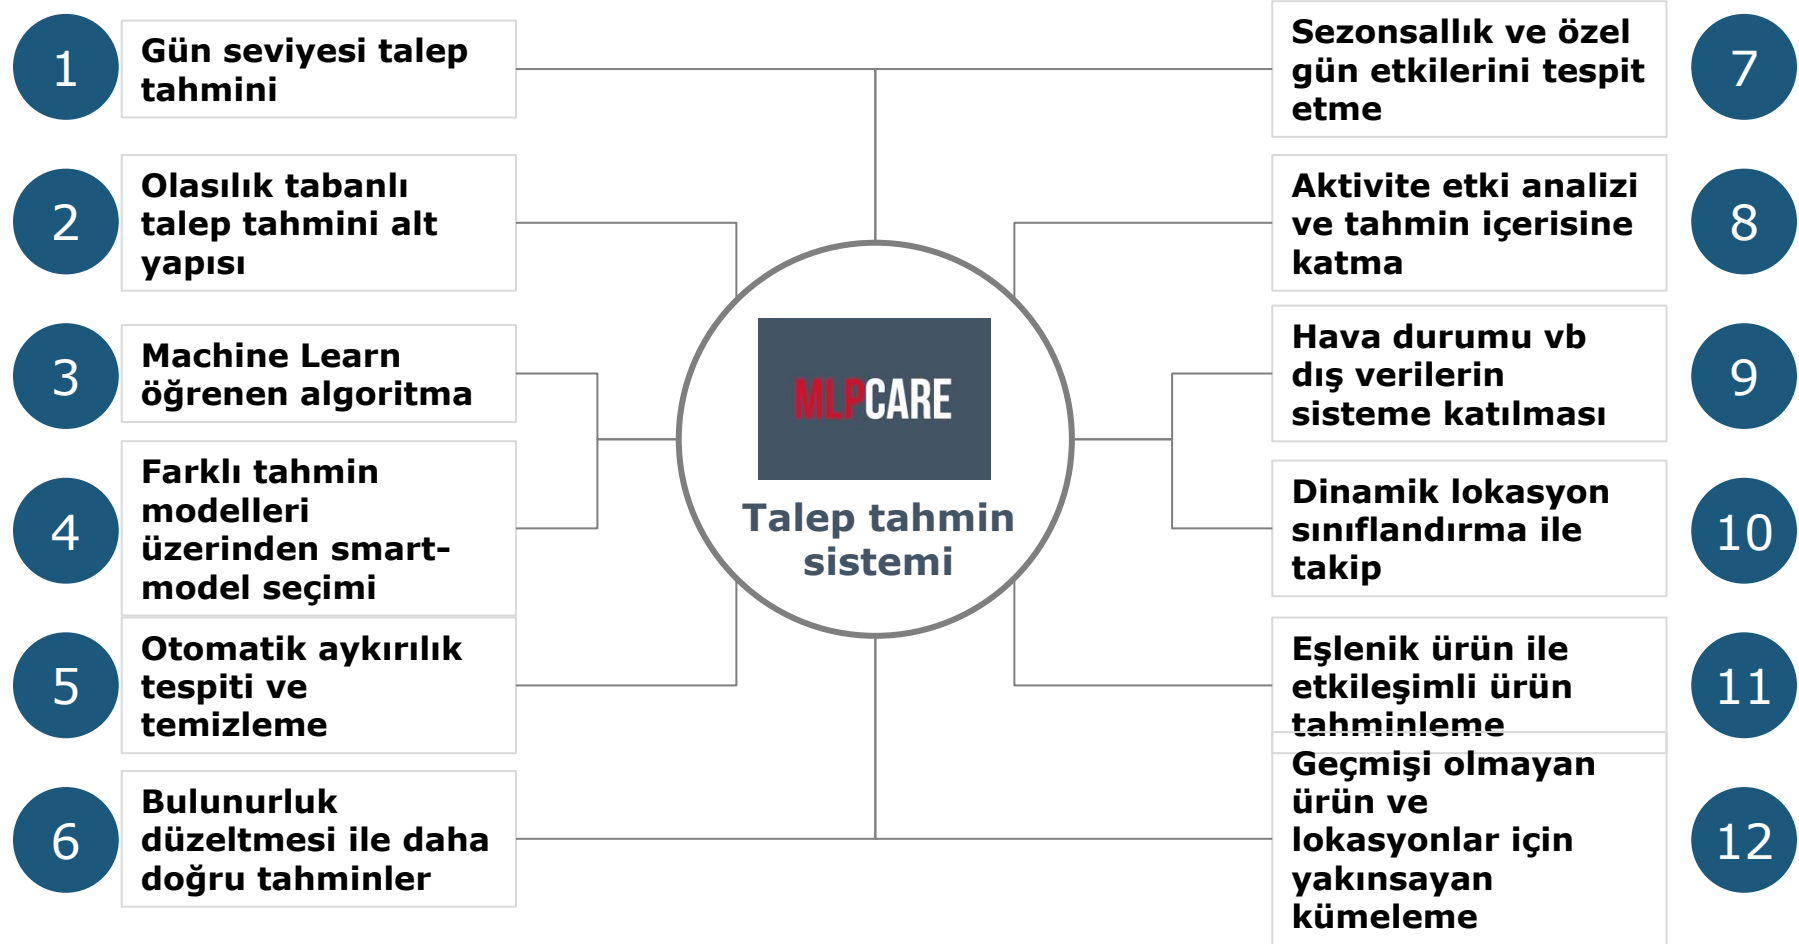 1
Gün seviyesi talep
tahmini
2
Olasılık tabanlı
talep tahmini alt
yapısı
3
Machine Learn
öğrenen algoritma
4
Farklı tahmin
modelleri
üzerinden smart-
model seçimi
5
Otomatik aykırılık
tespiti ve
temizleme
6
Bulunurluk
düzeltmesi ile daha
doğru tahminler
MLPCARE
Talep tahmin
sistemi
Sezonsallık ve özel
gün etkilerini tespit
etme
7
Aktivite etki analizi
ve tahmin içerisine
katma
8
Hava durumu vb
dış verilerin
sisteme katılması
9
Dinamik lokasyon
sınıflandırma ile
takip
10
Eşlenik ürün ile
etkileşimli ürün
tahminleme
11
Geçmişi olmayan
ürün ve
lokasyonlar için
yakınsayan
kümeleme
12